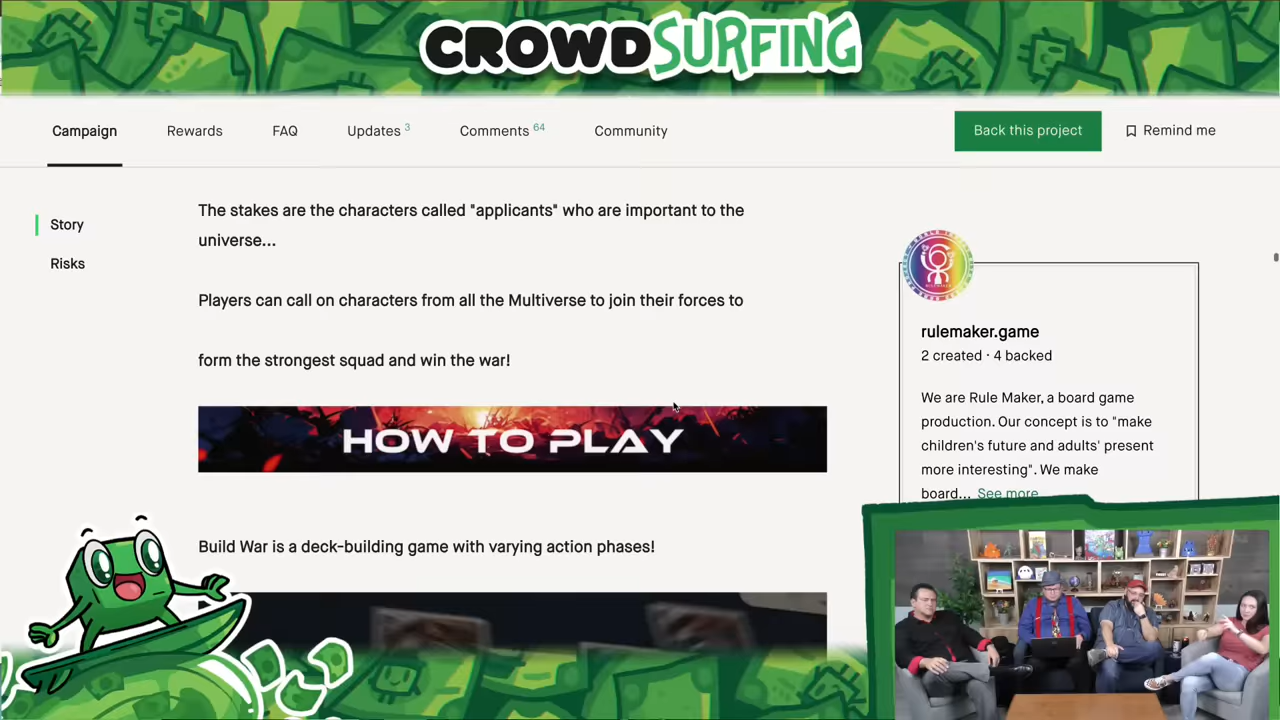 CROWDSURFING
Campaign
Rewards
FAQ
Updates 3
Comments 64
Community
Back this project
Remind me
Story
Risks
The stakes are the characters called "applicants" who are important to the
universe...
Players can call on characters from all the Multiverse to join their forces to
form the strongest squad and win the war!
HOW TO PLAY
Build War is a deck-building game with varying action phases!
rulemaker.game
2 created · 4 backed
We are Rule Maker, a board game
production. Our concept is to "make
children's future and adults' present
more interesting". We make
board... See more